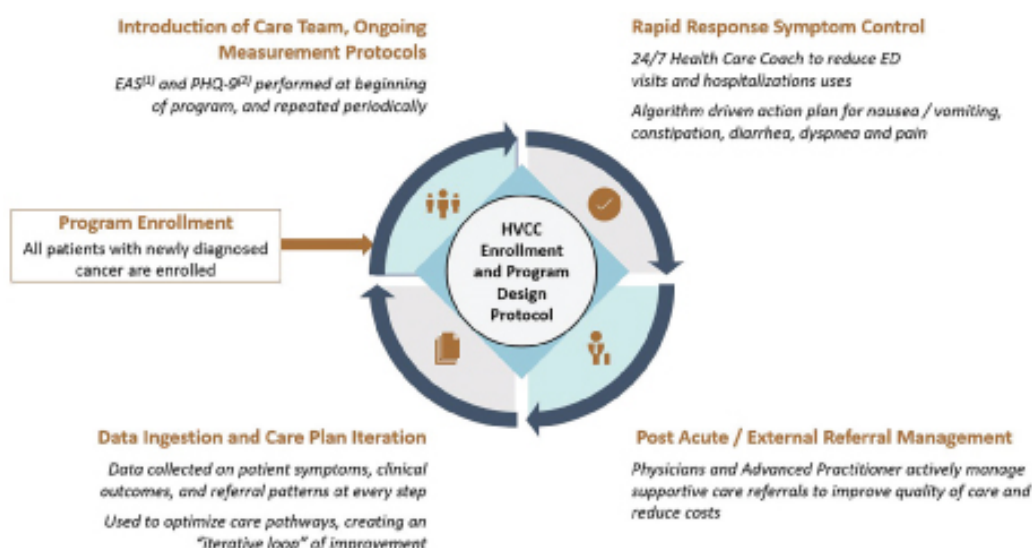 Introduction of Care Team, Ongoing
Measurement Protocols
EAS(1) and PHQ-9(2) performed at beginning
of program, and repeated periodically
Rapid Response Symptom Control
24/7 Health Care Coach to reduce ED
visits and hospitalizations uses
Algorithm driven action plan for nausea / vomiting,
constipation, diarrhea, dyspnea and pain
Program Enrollment
All patients with newly diagnosed
cancer are enrolled
HVCC
Enrollment
and Program
Design
Protocol
Data Ingestion and Care Plan Iteration
Data collected on patient symptoms, clinical
outcomes, and referral patterns at every step
Used to optimize care pathways, creating an
"iterative loop" of improvement
Post Acute / External Referral Management
Physicians and Advanced Practitioner actively manage
supportive care referrals to improve quality of care and
reduce costs